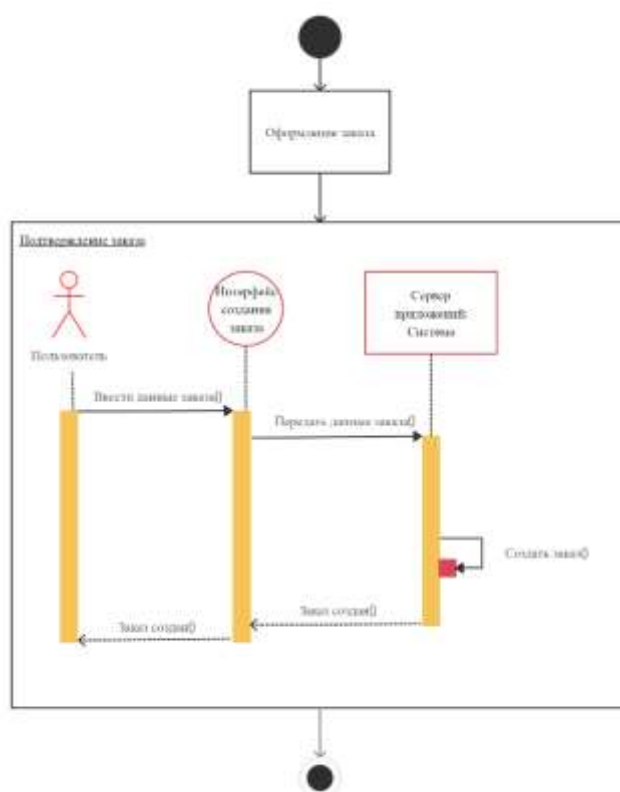 Оформление заказа
Подтверждение заказа
Интерфейс
создания
заказа
Сервер
приложений
Система
Пользователь
Ввести данные заказа()
Передать данные заказа()
Создать заказ()
Заказ создан()
Заказ создан()